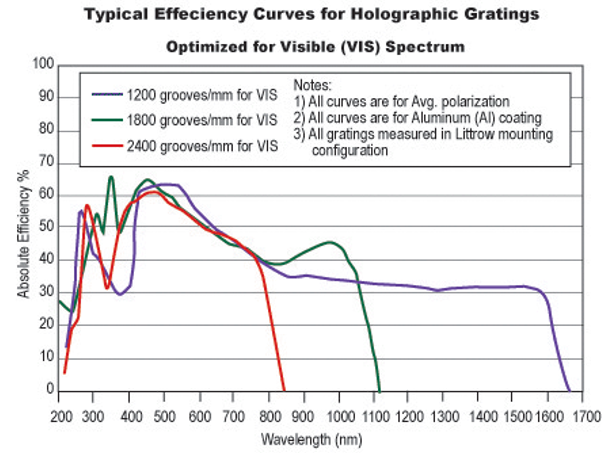 Typical Effeciency Curves for Holographic Gratings
Optimized for Visible (VIS) Spectrum
1200 grooves/mm for VIS
1800 grooves/mm for VIS
2400 grooves/mm for VIS
Notes:
1) All curves are for Avg. polarization
2) All curves are for Aluminum (Al) coating
3) All gratings measured in Littrow mounting
configuration
Absolute Efficiency %
100
90
80
70
60
50
40
30
20
10
0
200 300 400 500 600 700 800 900 1000 1100 1200 1300 1400 1500 1600 1700
Wavelength (nm)